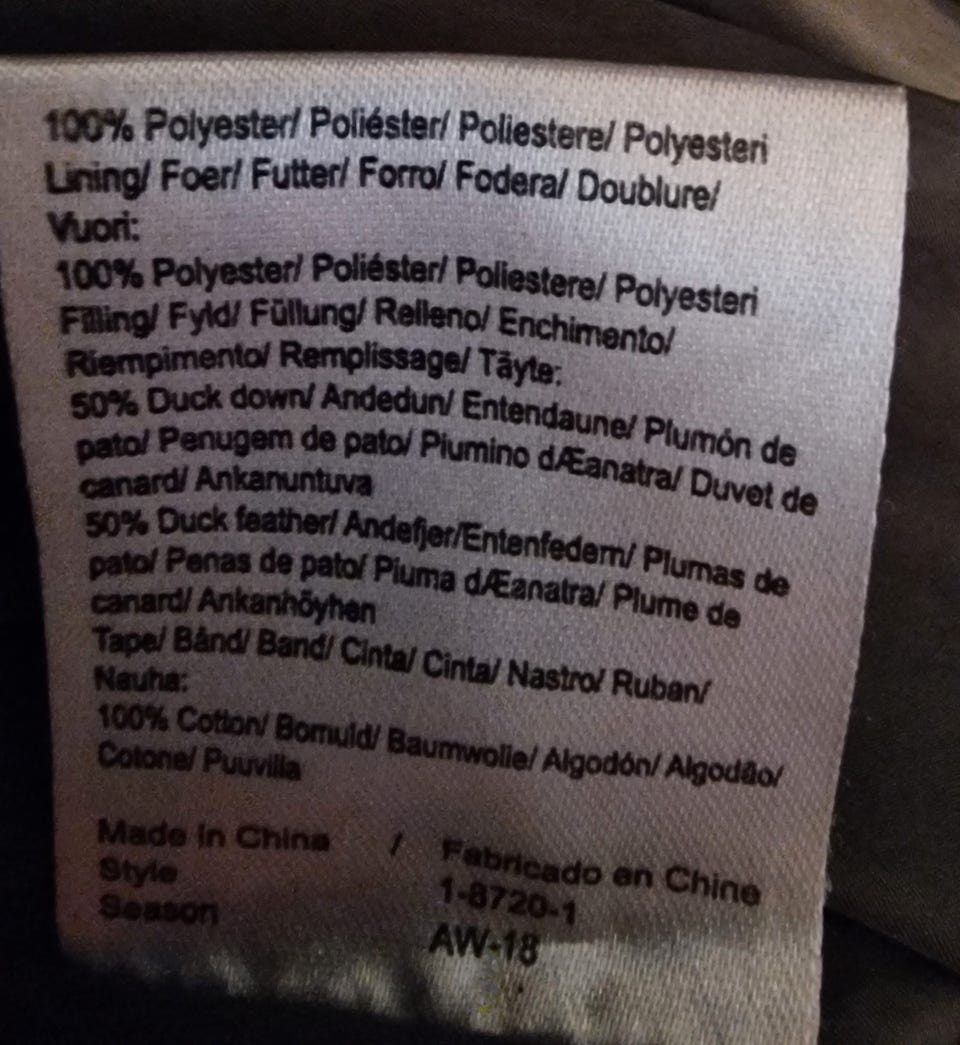 100% Polyester/ Poliéster/ Poliestere/ Polyesteri
Lining/ Foer/ Futter/ Forro/ Fodera/ Doublure/
Vuori:
100% Polyester/ Poliéster/ Poliestere/ Polyesteri
Filling/ Fyld/ Füllung/ Relleno/ Enchimento/
Riempimento/ Remplissage/ Täyte:
50% Duck down/ Andedun/ Entendaune/ Plumón de
pato/ Penugem de pato/ Piumino dÆanatra/ Duvet de
canard/ Ankanuntuva
50% Duck feather/ Andefjer/Entenfedern/ Plumas de
pato/ Penas de pato/ Piuma dÆanatra/ Plume de
canard/ Ankanhöyhen
Tape/ Bånd/ Band/ Cinta/ Cinta/ Nastro/ Ruban/
Nauha:
100% Cotton/ Bomuld/ Baumwolle/ Algodón/ Algodão/
Cotone/ Puuvilla
Made in China / Fabricado en Chine
Style 1-8720-1
Season AW-18